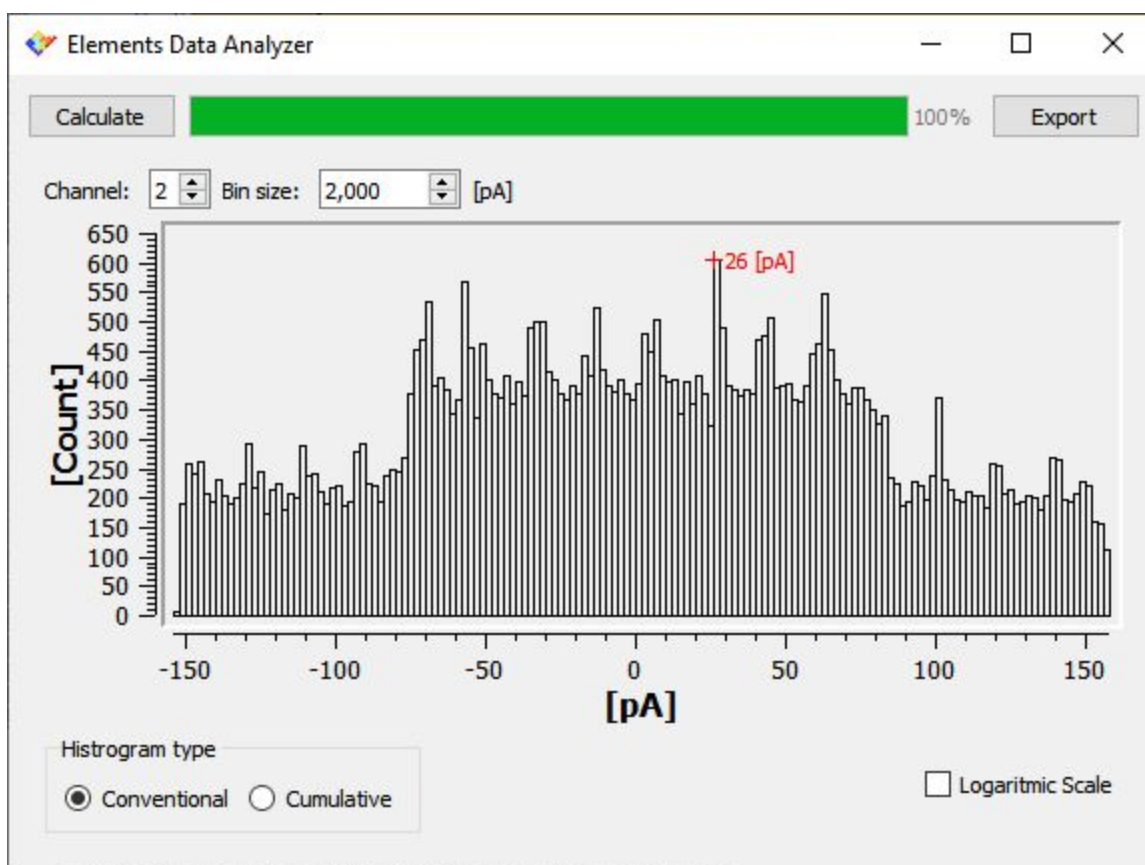 Elements Data Analyzer
Calculate 100% Export
Channel: 2 Bin size: 2,000 [pA]
650
600
550
500
450
400
350
300
250
200
150
100
50
0
[Count]
26 [pA]
-150 -100 -50 0 50 100 150
[pA]
Histrogram type
Conventional Cumulative
Logaritmic Scale